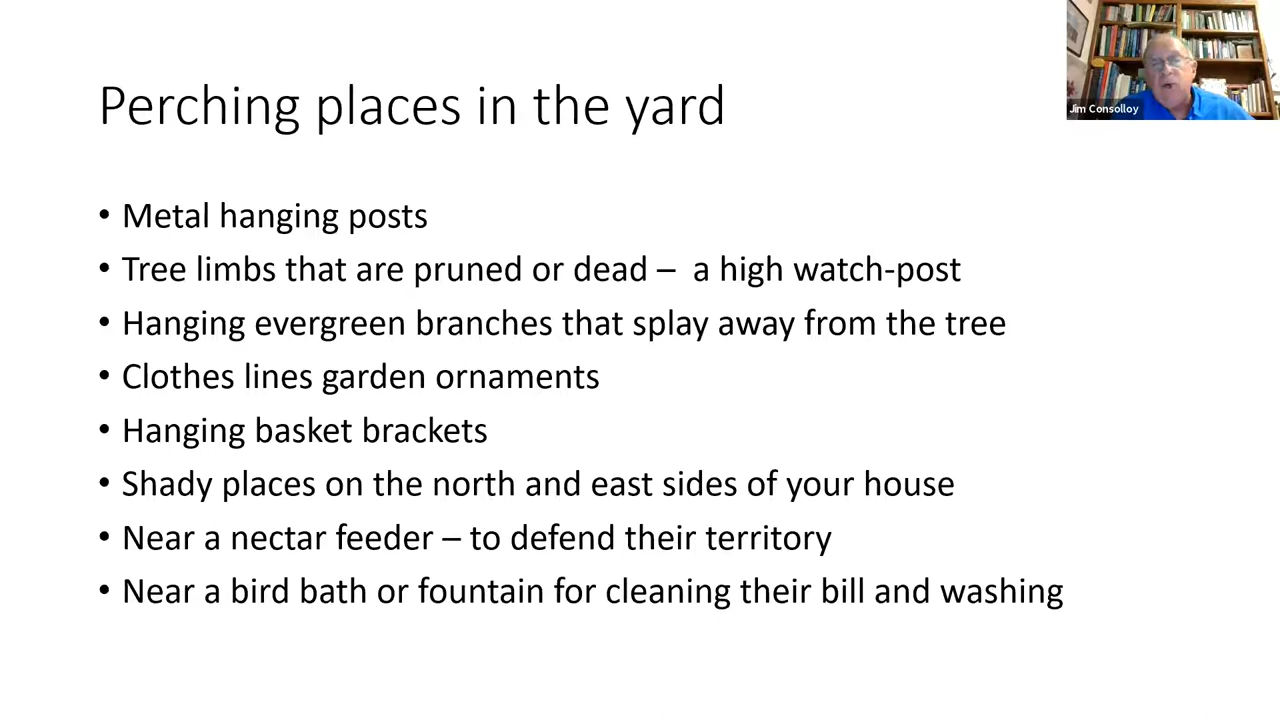 Jim Consolloy
Perching places in the yard
• Metal hanging posts
• Tree limbs that are pruned or dead – a high watch-post
• Hanging evergreen branches that splay away from the tree
• Clothes lines garden ornaments
• Hanging basket brackets
• Shady places on the north and east sides of your house
• Near a nectar feeder – to defend their territory
• Near a bird bath or fountain for cleaning their bill and washing